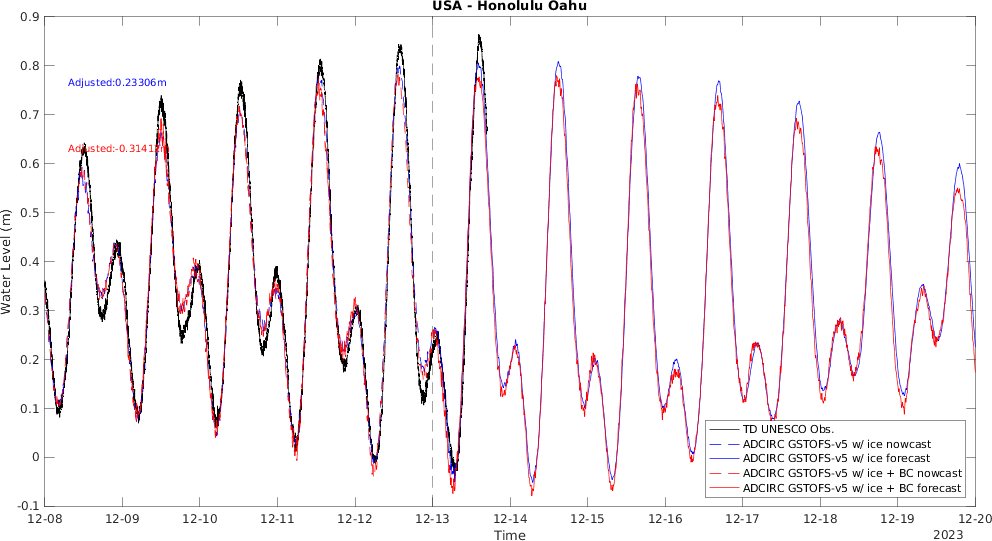 USA - Honolulu Oahu
0.9
0.8
0.7
0.6
0.5
0.4
0.3
0.2
0.1
0
-0.1
Water Level (m)
Adjusted:0.23306m
TD UNESCO Obs.
ADCIRC GSTOFS-v5 w/ ice nowcast
ADCIRC GSTOFS-v5 w/ ice forecast
ADCIRC GSTOFS-v5 w/ ice + BC nowcast
ADCIRC GSTOFS-v5 w/ ice + BC forecast
12-08 12-09 12-10 12-11 12-12 12-13 12-14 12-15 12-16 12-17 12-18 12-19 12-20
Time
2023